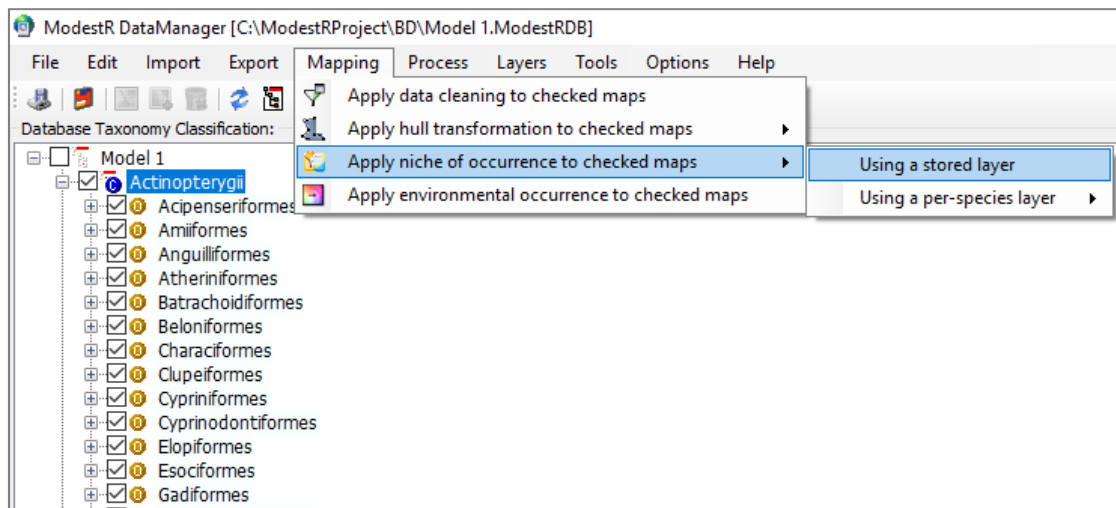 ModestR DataManager [C:\ModestRProject\BD\Model 1.ModestRDB]
File Edit Import Export Mapping Process Layers Tools Options Help
Apply data cleaning to checked maps
Database Taxonomy Classification:
Apply hull transformation to checked maps
Model 1
Apply niche of occurrence to checked maps
Using a stored layer
Actinopterygii
Apply environmental occurrence to checked maps
Using a per-species layer
Acipenseriformes
Amiiformes
Anguilliformes
Atheriniformes
Batrachoidiformes
Beloniformes
Characiformes
Clupeiformes
Cypriniformes
Cyprinodontiformes
Elopiformes
Esociformes
Gadiformes